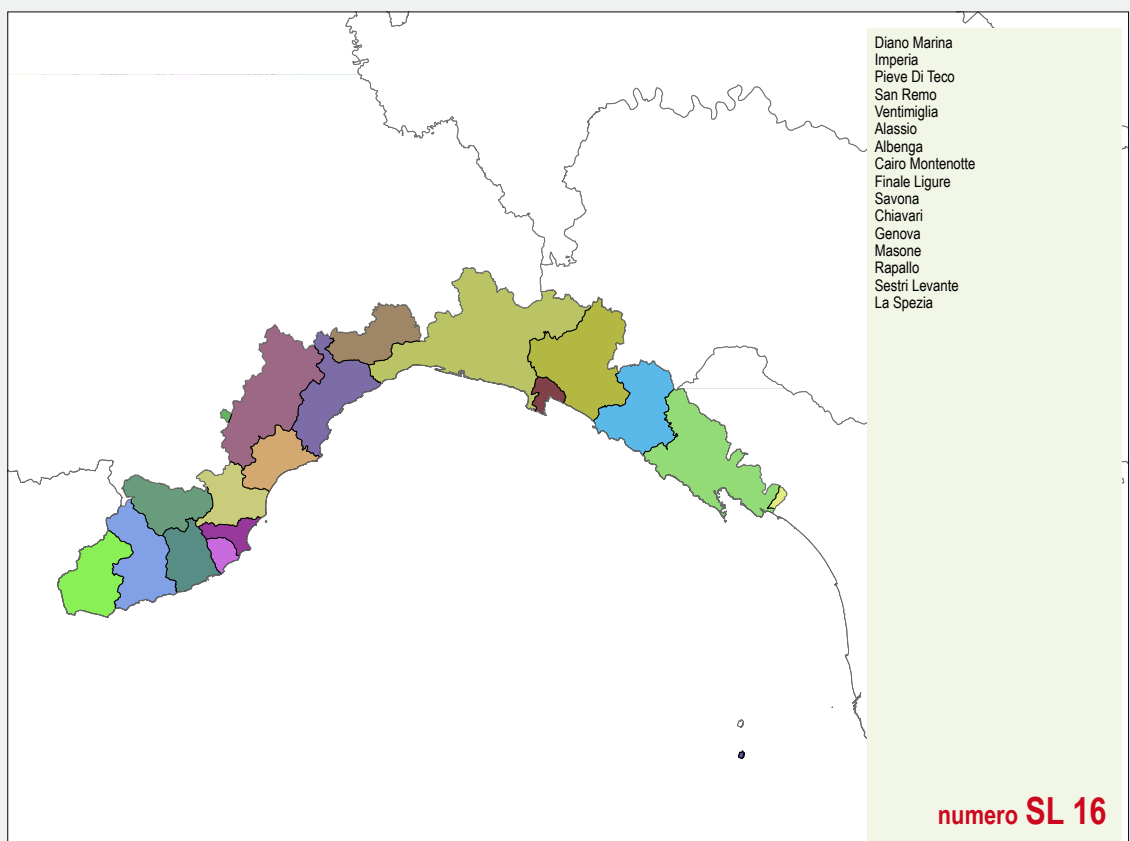 Diano Marina
Imperia
Pieve Di Teco
San Remo
Ventimiglia
Alassio
Albenga
Cairo Montenotte
Finale Ligure
Savona
Chiavari
Genova
Masone
Rapallo
Sestri Levante
La Spezia
numero SL 16